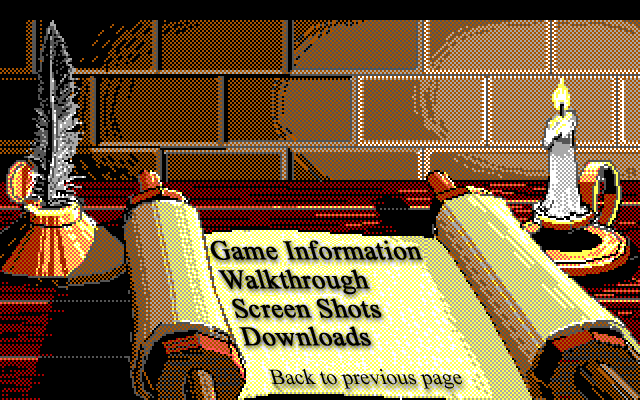 Game Information
Walkthrough
Screen Shots
Downloads
Back to previous page